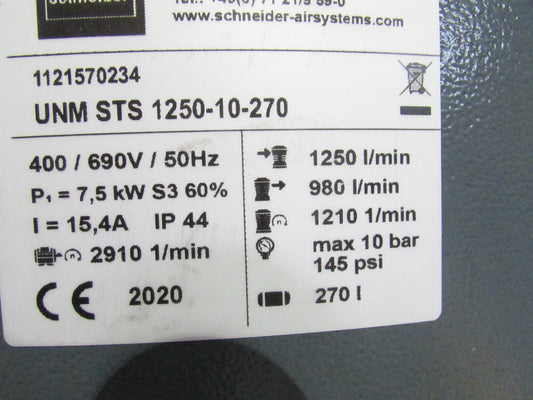 www.schneider-airsystems.com
1121570234
UNM STS 1250-10-270
400 / 690V / 50Hz
P₁ = 7,5 kW S3 60%
I = 15,4A IP 44
2910 1/min
CE 2020
1250 l/min
980 l/min
n 1210 1/min
max 10 bar
145 psi
270 l